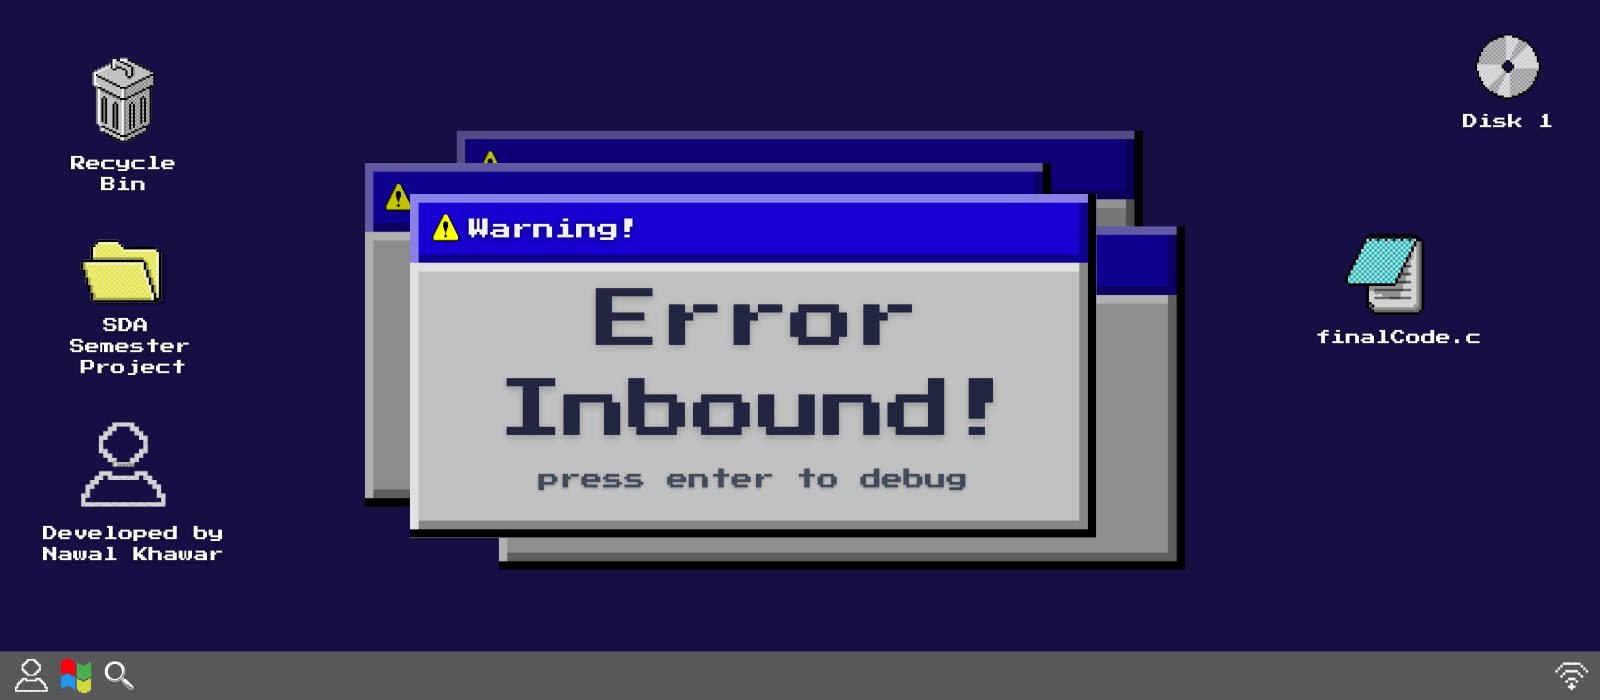 Recycle
Bin
SDA
Semester
Project
Developed by
Nawal Khawar
Warning!
Error
Inbound!
press enter to debug
Disk 1
finalCode.c